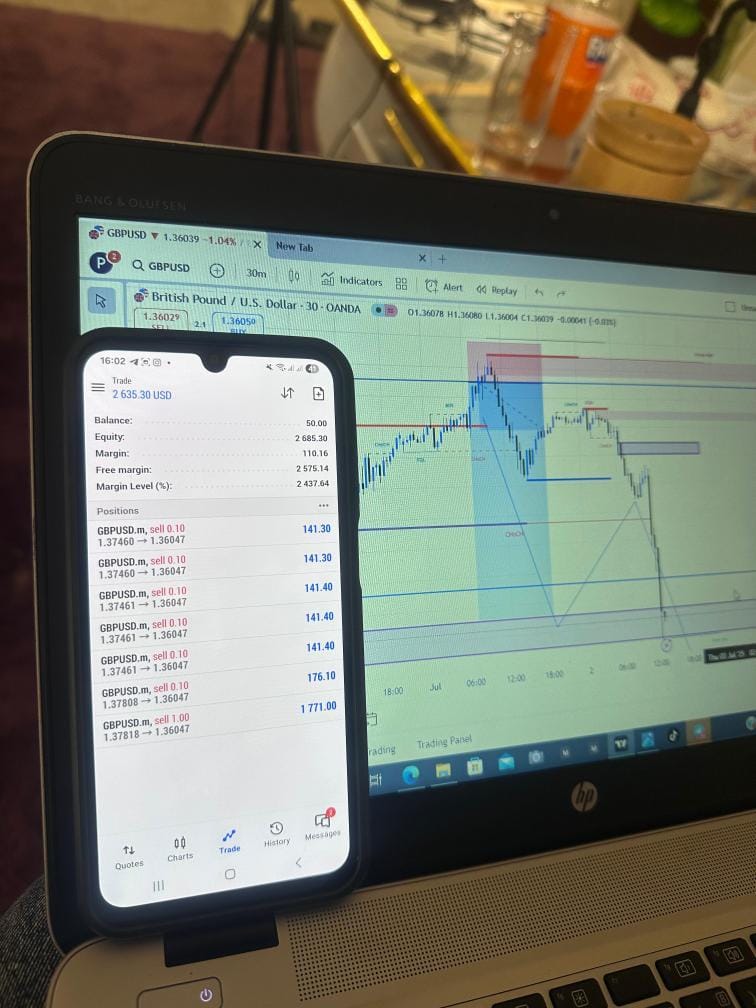 BANG & OLUFSEN
GBPUSD ▼ 1.36039 -1.04% /
New Tab
P 2
GBPUSD
30m
Indicators
Alert
Replay
British Pound / U.S. Dollar · 30 · OANDA
O1.36078 H1.36080 L1.36004 C1.36039 -0.00041 (-0.03%)
1.36029
SELL
2.1
1.36050
BUY
16:02
41
Trade
2 635.30 USD
Balance: 50.00
Equity: 2 685.30
Margin: 110.16
Free margin: 2 575.14
Margin Level (%): 2 437.64
Positions
GBPUSD.m, sell 0.10 141.30
1.37460 → 1.36047
GBPUSD.m, sell 0.10 141.30
1.37460 → 1.36047
GBPUSD.m, sell 0.10 141.40
1.37461 → 1.36047
GBPUSD.m, sell 0.10 141.40
1.37461 → 1.36047
GBPUSD.m, sell 0.10 141.40
1.37461 → 1.36047
GBPUSD.m, sell 0.10 176.10
1.37808 → 1.36047
GBPUSD.m, sell 1.00 1 771.00
1.37818 → 1.36047
Quotes
Charts
Trade
History
Messages
CHoCH
18:00
Jul
06:00
12:00
18:00
2
06:00
12:00
18:00
rading
Trading Panel
hp